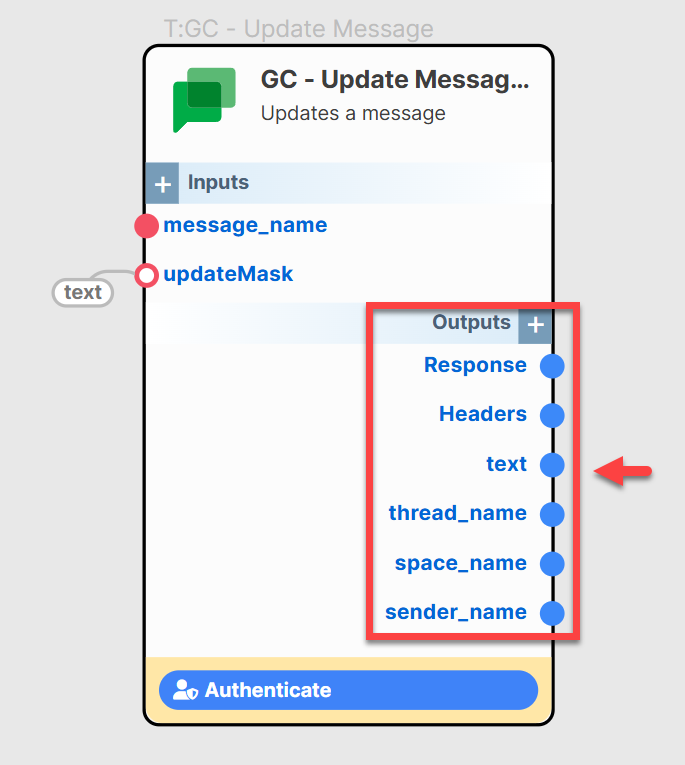 T:GC - Update Message
GC - Update Messag...
Updates a message
+ Inputs
message_name
updateMask
text
Outputs +
Response
Headers
text
thread_name
space_name
sender_name
Authenticate